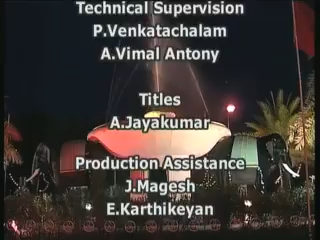 Technical Supervision
P.Venkatachalam
A.Vimal Antony
Titles
A.Jayakumar
Production Assistance
J.Magesh
E.Karthikeyan